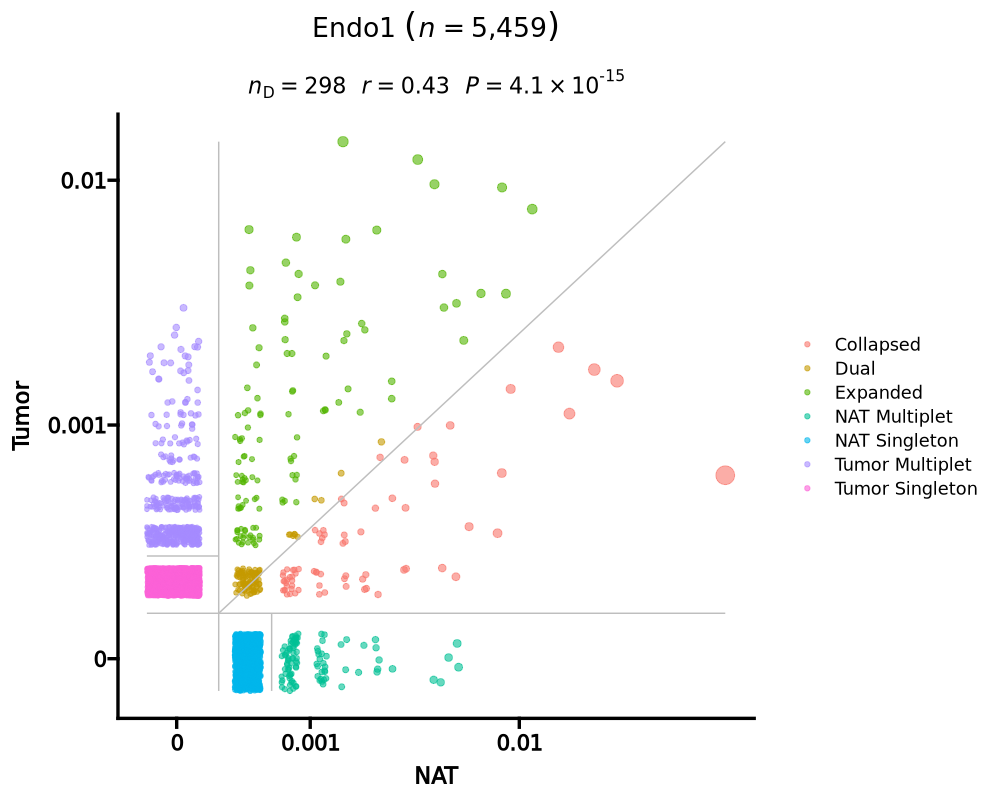 Endo1 (n = 5,459)
n_D = 298 r = 0.43 P = 4.1 × 10^-15
Tumor
0.01
0.001
0
0
0.001
0.01
NAT
Collapsed
Dual
Expanded
NAT Multiplet
NAT Singleton
Tumor Multiplet
Tumor Singleton